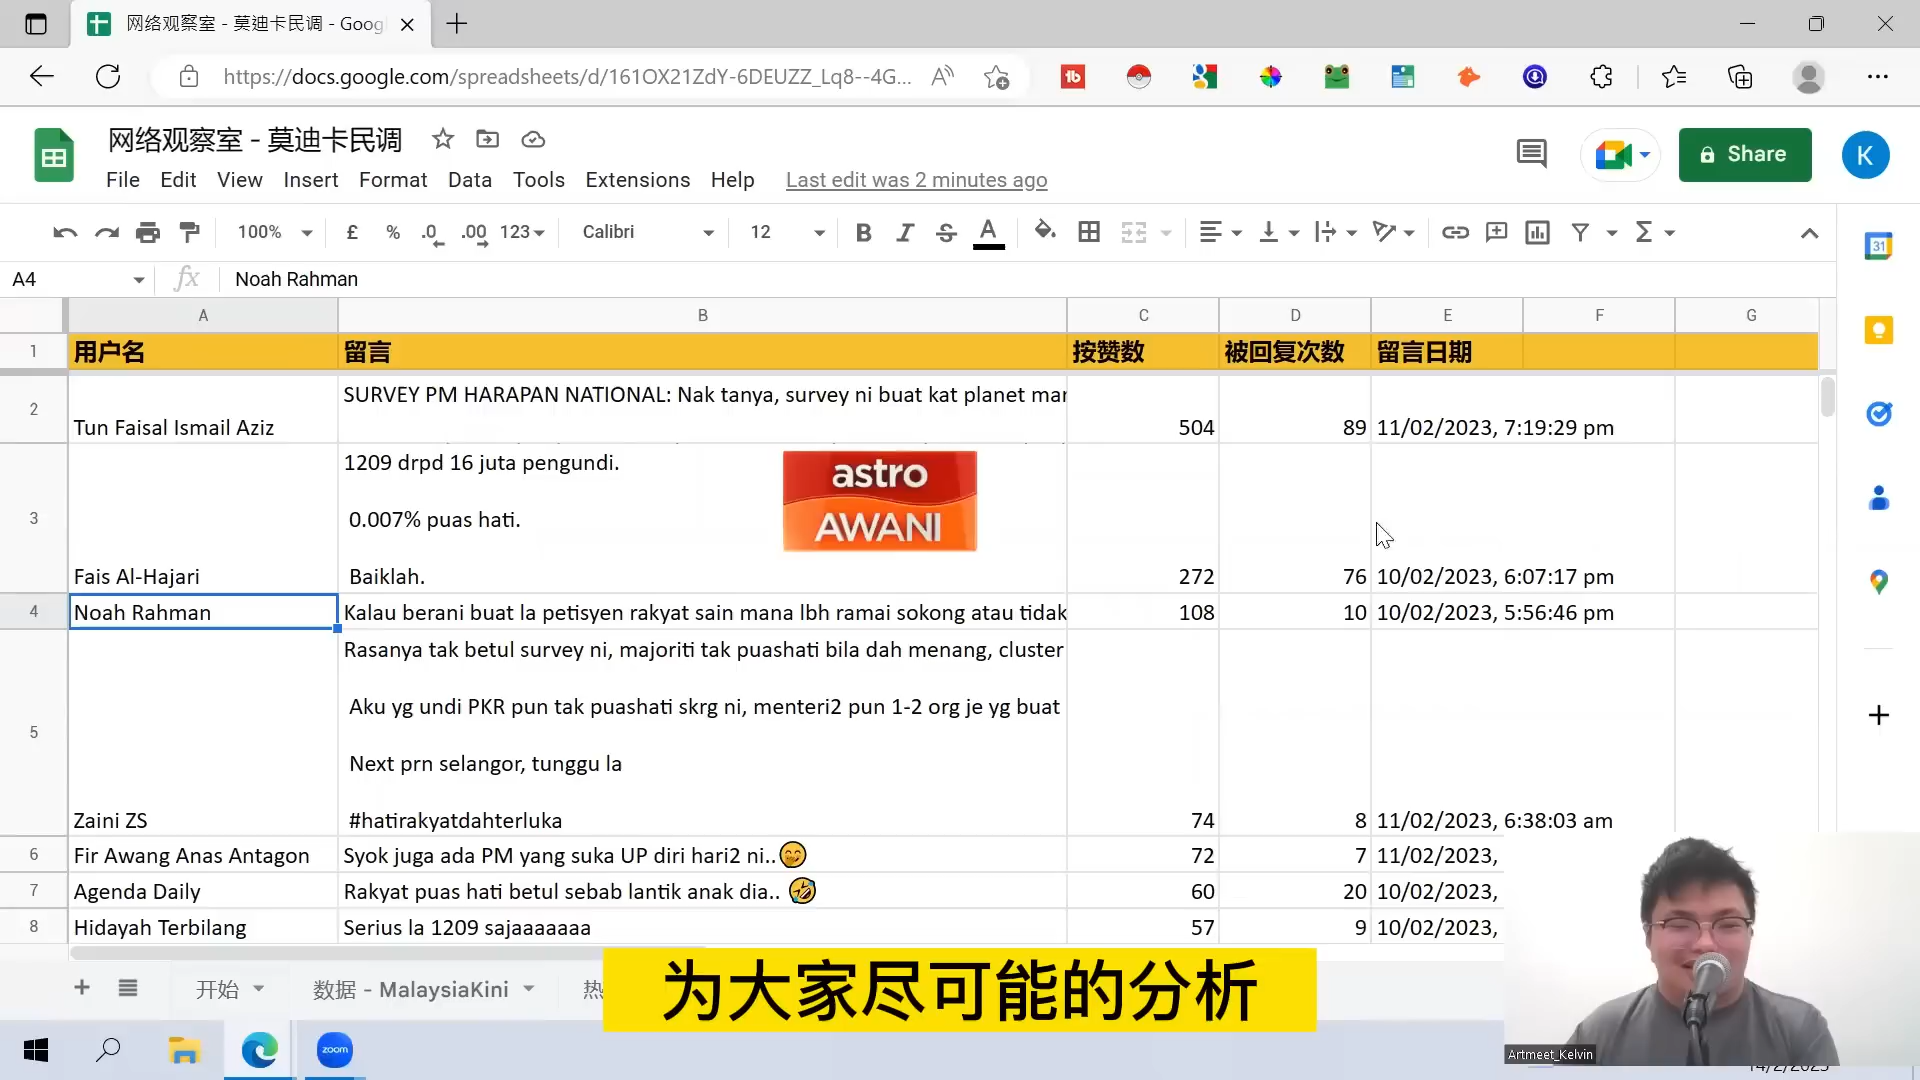 网络观察室 - 莫迪卡民调 - Goog
https://docs.google.com/spreadsheets/d/161OX21ZdY-6DEUZZ_Lq8--4G...
网络观察室 - 莫迪卡民调
Share
K
File Edit View Insert Format Data Tools Extensions Help Last edit was 2 minutes ago
100% £ % .0 .00 123 Calibri 12 B I S A
31
A4 fx Noah Rahman
A B C D E F G
1 用户名 留言 按赞数 被回复次数 留言日期
SURVEY PM HARAPAN NATIONAL: Nak tanya, survey ni buat kat planet mar
2 Tun Faisal Ismail Aziz 504 89 11/02/2023, 7:19:29 pm
1209 drpd 16 juta pengundi.
astro
AWANI
0.007% puas hati.
3 Fais Al-Hajari Baiklah. 272 76 10/02/2023, 6:07:17 pm
4 Noah Rahman Kalau berani buat la petisyen rakyat sain mana lbh ramai sokong atau tidak 108 10 10/02/2023, 5:56:46 pm
Rasanya tak betul survey ni, majoriti tak puashati bila dah menang, cluster
Aku yg undi PKR pun tak puashati skrg ni, menteri2 pun 1-2 org je yg buat
Next prn selangor, tunggu la
5 Zaini ZS #hatirakyatdahterluka 74 8 11/02/2023, 6:38:03 am
6 Fir Awang Anas Antagon Syok juga ada PM yang suka UP diri hari2 ni..🤭 72 7 11/02/2023,
7 Agenda Daily Rakyat puas hati betul sebab lantik anak dia.. 🤣 60 20 10/02/2023,
8 Hidayah Terbilang Serius la 1209 sajaaaaaaa 57 9 10/02/2023,
开始 数据 - MalaysiaKini 热
为大家尽可能的分析
zoom
Artmeet_Kelvin